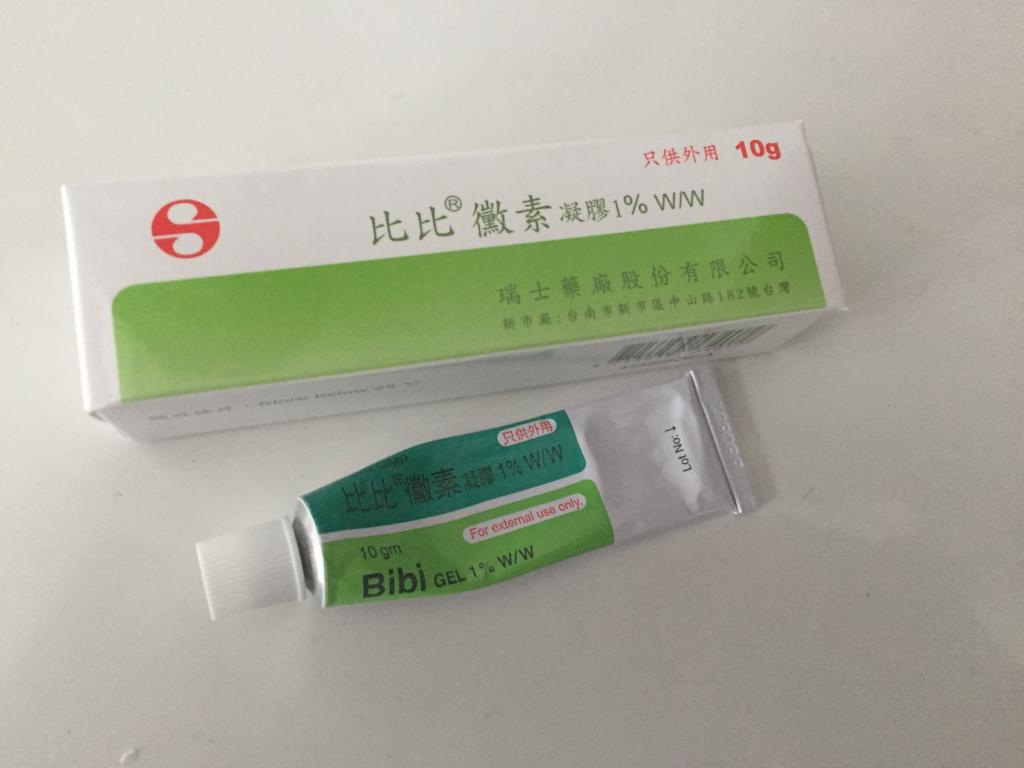 只供外用 10g
比比® 黴素 凝膠1% W/W
瑞士藥廠股份有限公司
新市廠:台南市新市區中山路182號台灣
Store below
只供外用
比比® 黴素 凝膠 1% W/W
For external use only.
10 gm
Bibi GEL 1% W/W
Lot No.:↑